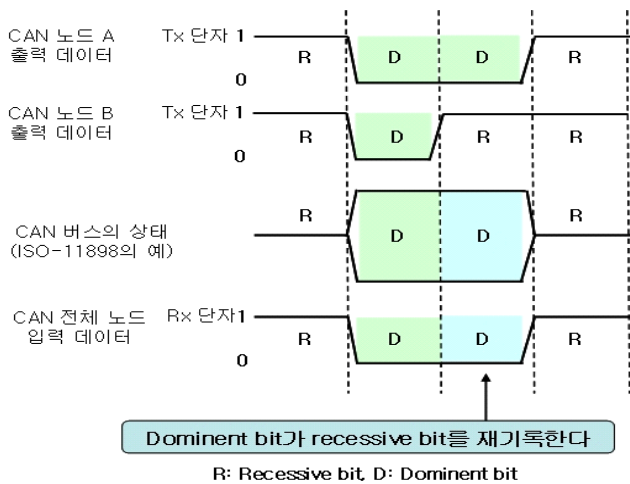 CAN 노드 A Tx 단자 1
출력 데이터
R D D R
0
CAN 노드 B Tx 단자 1
출력 데이터
R D R R
0
R D D R
CAN 버스의 상태
(ISO-11898의 예)
CAN 전체 노드 Rx 단자1
입력 데이터
R D D R
0
Dominent bit가 recessive bit를 재기록한다
R: Recessive bit, D: Dominent bit